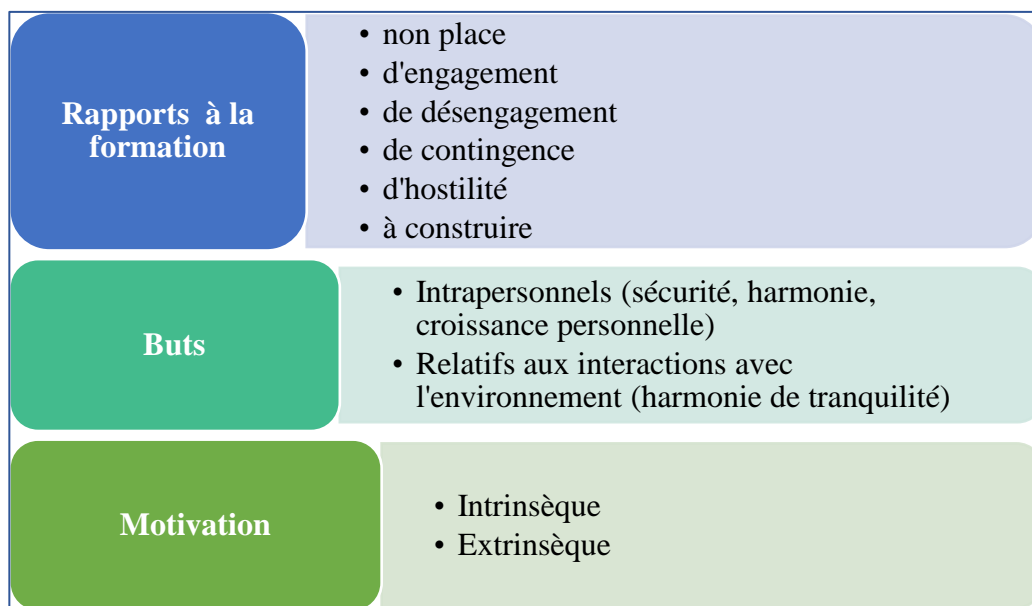 Rapports à la
formation
• non place
• d'engagement
• de désengagement
• de contingence
• d'hostilité
• à construire
Buts
• Intrapersonnels (sécurité, harmonie,
croissance personnelle)
• Relatifs aux interactions avec
l'environnement (harmonie de tranquilité)
Motivation
• Intrinsèque
• Extrinsèque